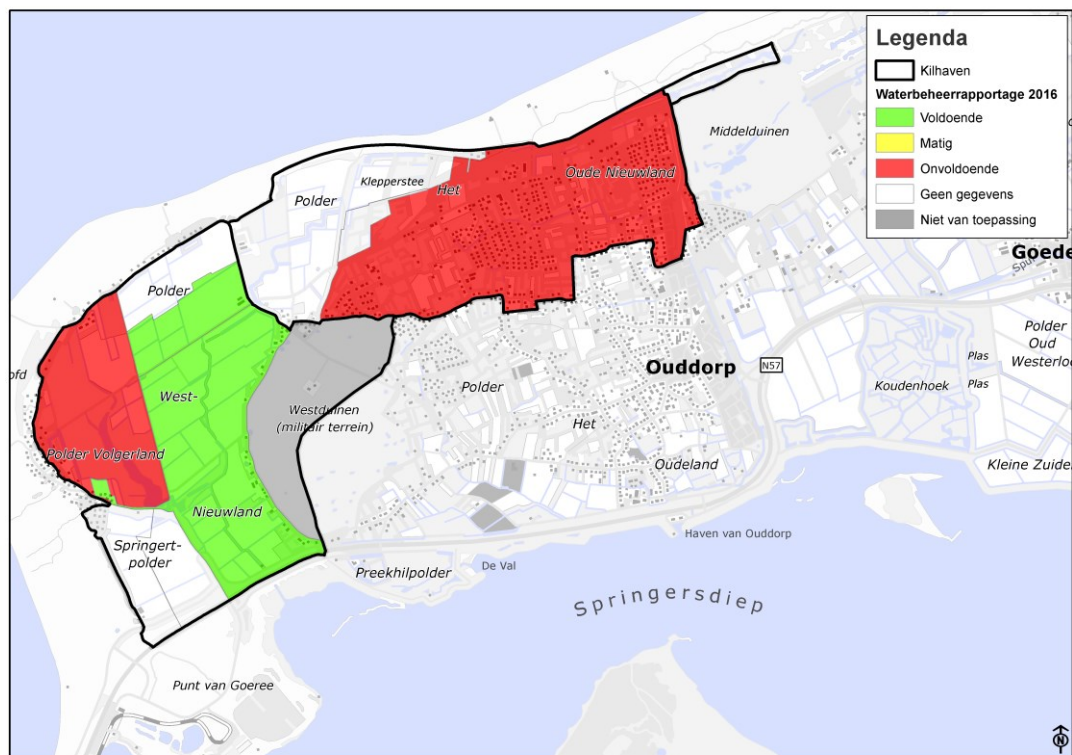 Legenda
Kilhaven
Waterbeheerrapportage 2016
Voldoende
Matig
Onvoldoende
Geen gegevens
Niet van toepassing
Middelduinen
Klepperstee
Het
Oude Nieuwland
Polder
Goede
Polder
N57
Ouddorp
Polder
Oud
Westerloe
Plas
Plas
Koudenhoek
West-
Westduinen
(militair terrein)
Polder
Het
Polder Volgerland
Oudeland
Kleine Zuide
Nieuwland
Springert-
polder
Haven van Ouddorp
Preekhilpolder
De Val
Springersdiep
Punt van Goeree